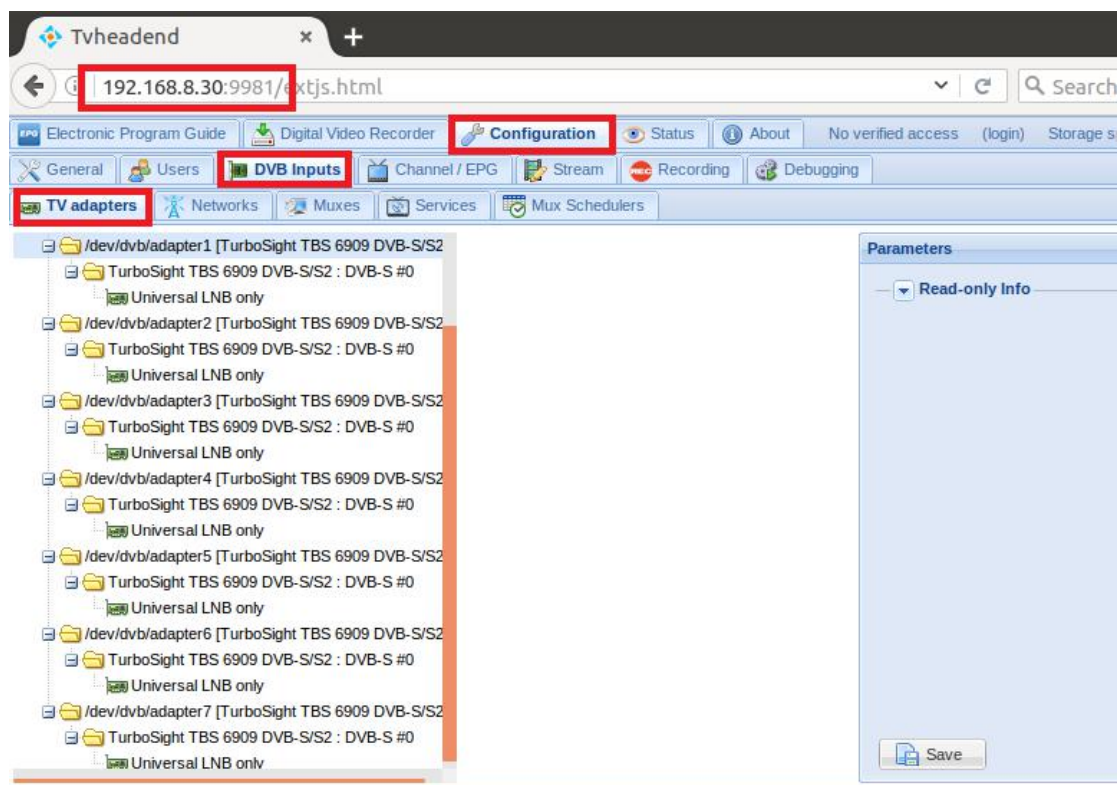 Tvheadend
192.168.8.30:9981/extjs.html Search
EPG Electronic Program Guide Digital Video Recorder Configuration Status About No verified access (login) Storage s
General Users DVB Inputs Channel / EPG Stream REC Recording Debugging
TV adapters Networks Muxes Services Mux Schedulers
/dev/dvb/adapter1 [TurboSight TBS 6909 DVB-S/S2
TurboSight TBS 6909 DVB-S/S2 : DVB-S #0
Universal LNB only
/dev/dvb/adapter2 [TurboSight TBS 6909 DVB-S/S2
TurboSight TBS 6909 DVB-S/S2 : DVB-S #0
Universal LNB only
/dev/dvb/adapter3 [TurboSight TBS 6909 DVB-S/S2
TurboSight TBS 6909 DVB-S/S2 : DVB-S #0
Universal LNB only
/dev/dvb/adapter4 [TurboSight TBS 6909 DVB-S/S2
TurboSight TBS 6909 DVB-S/S2 : DVB-S #0
Universal LNB only
/dev/dvb/adapter5 [TurboSight TBS 6909 DVB-S/S2
TurboSight TBS 6909 DVB-S/S2 : DVB-S #0
Universal LNB only
/dev/dvb/adapter6 [TurboSight TBS 6909 DVB-S/S2
TurboSight TBS 6909 DVB-S/S2 : DVB-S #0
Universal LNB only
/dev/dvb/adapter7 [TurboSight TBS 6909 DVB-S/S2
TurboSight TBS 6909 DVB-S/S2 : DVB-S #0
Universal LNB only
Parameters
Read-only Info
Save